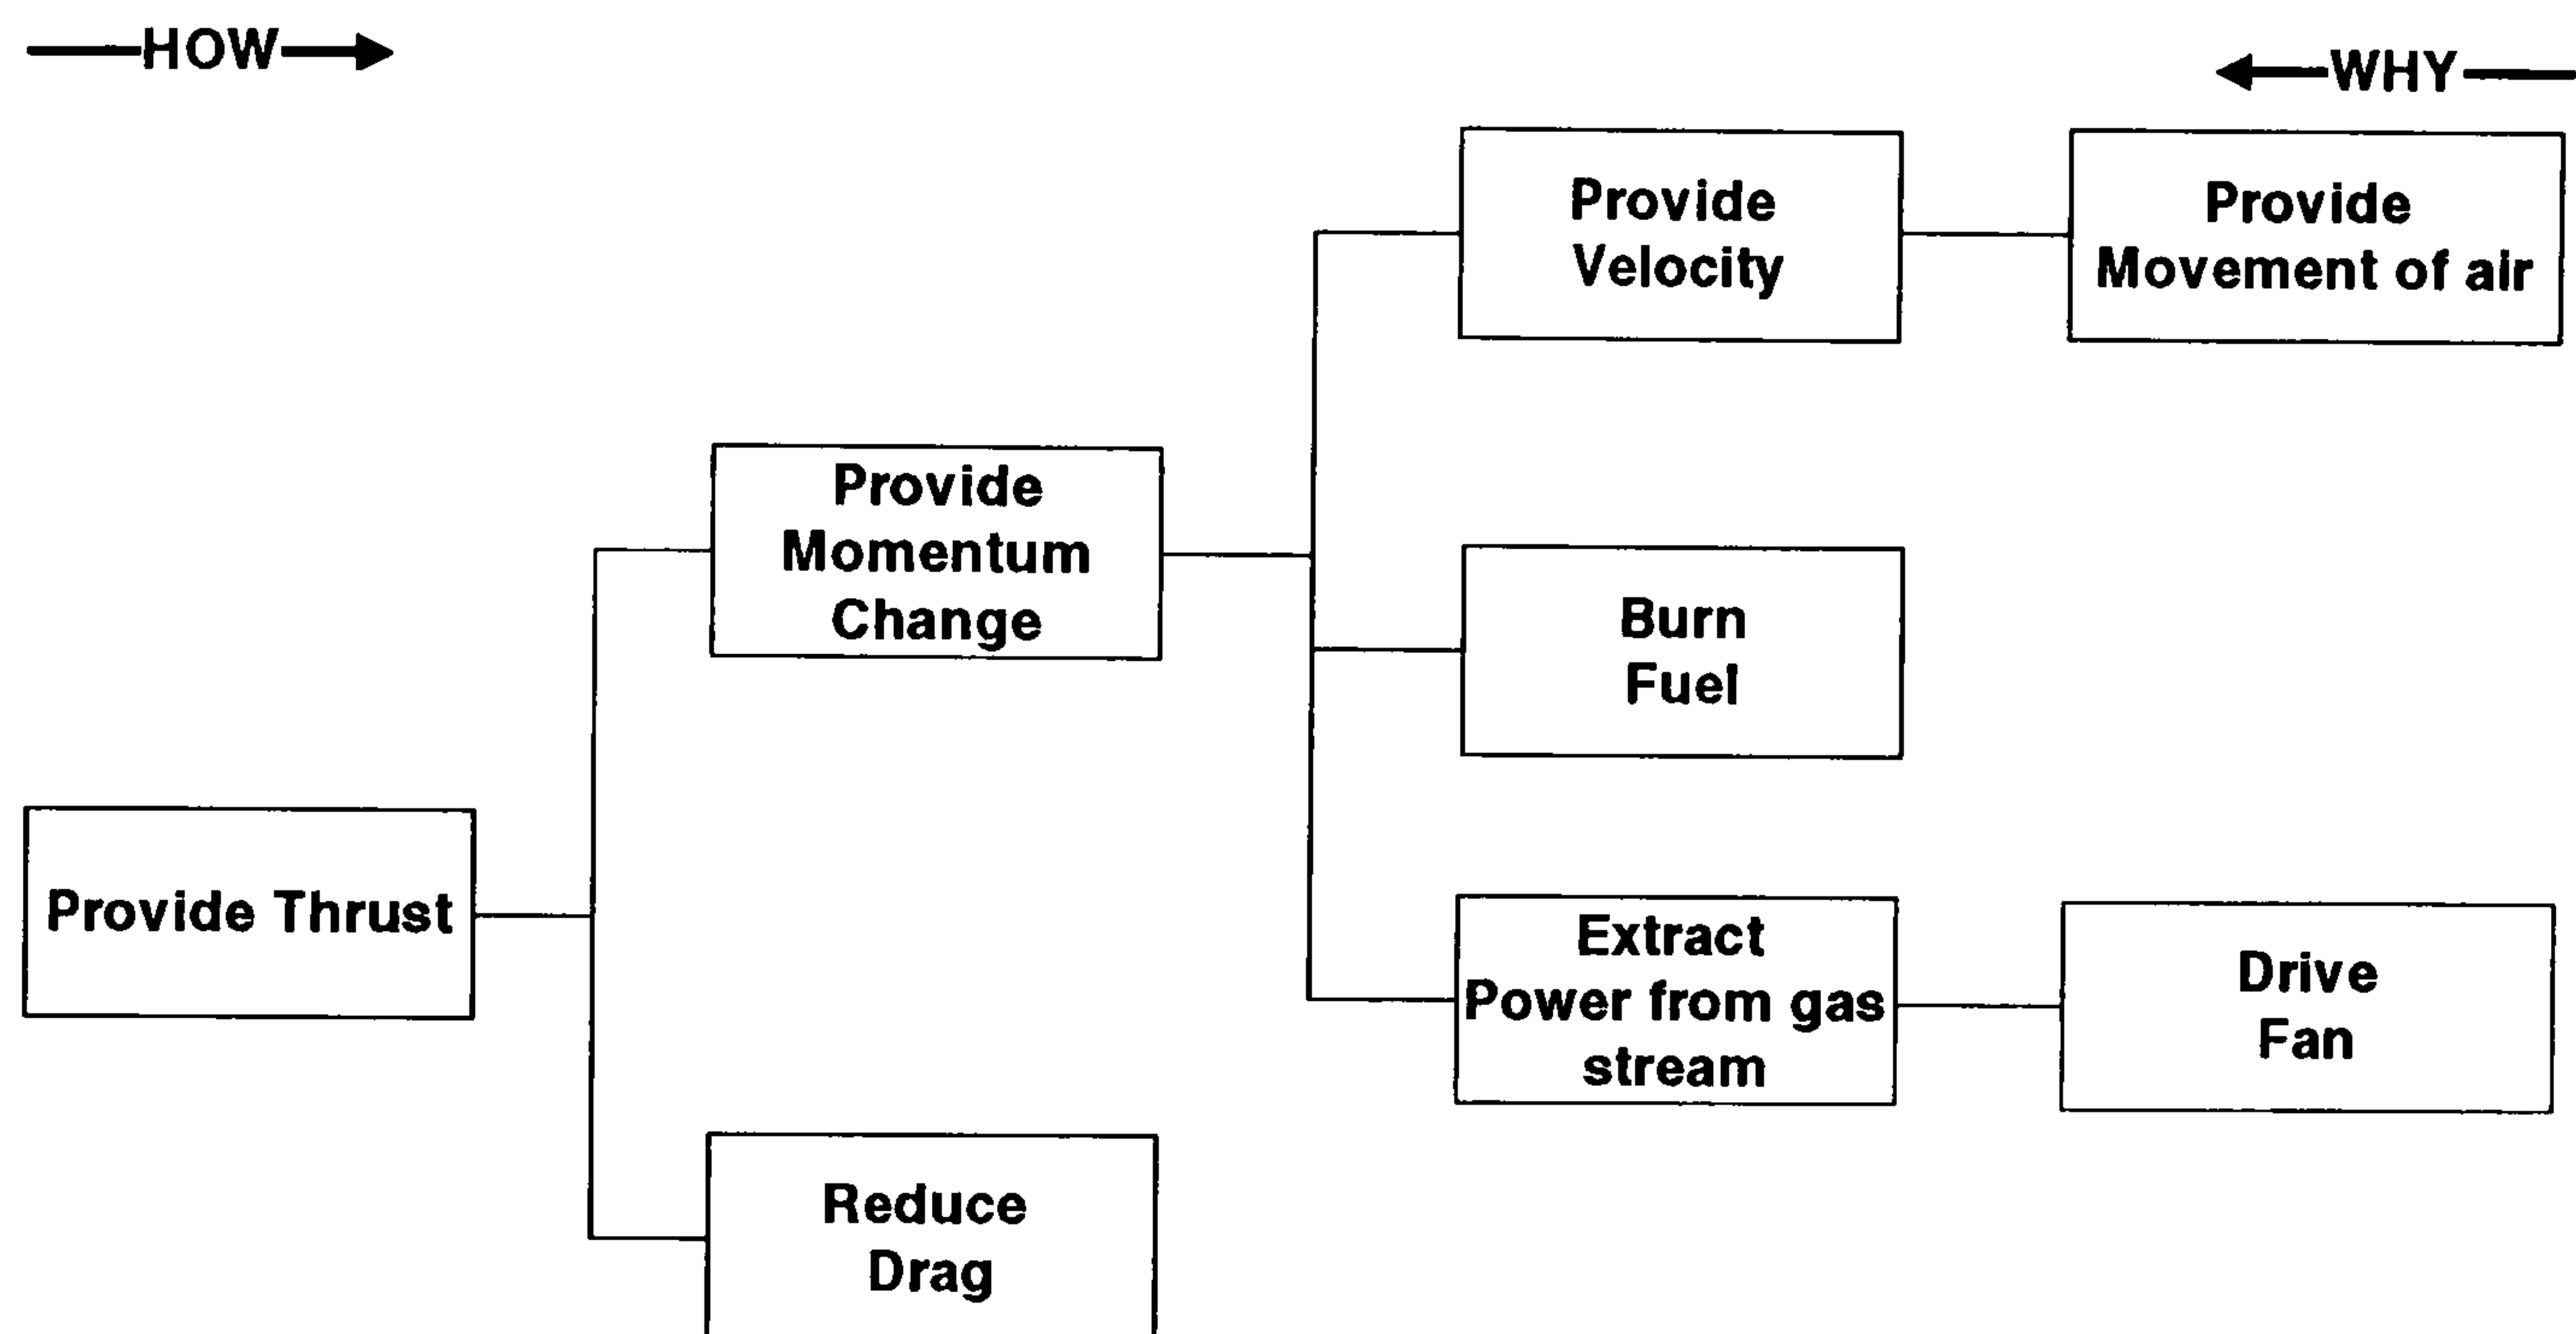 HOW
WHY
Provide
Velocity
Provide
Movement of air
Provide
Momentum
Change
Burn
Fuel
Provide Thrust
Extract
Power from gas
stream
Drive
Fan
Reduce
Drag